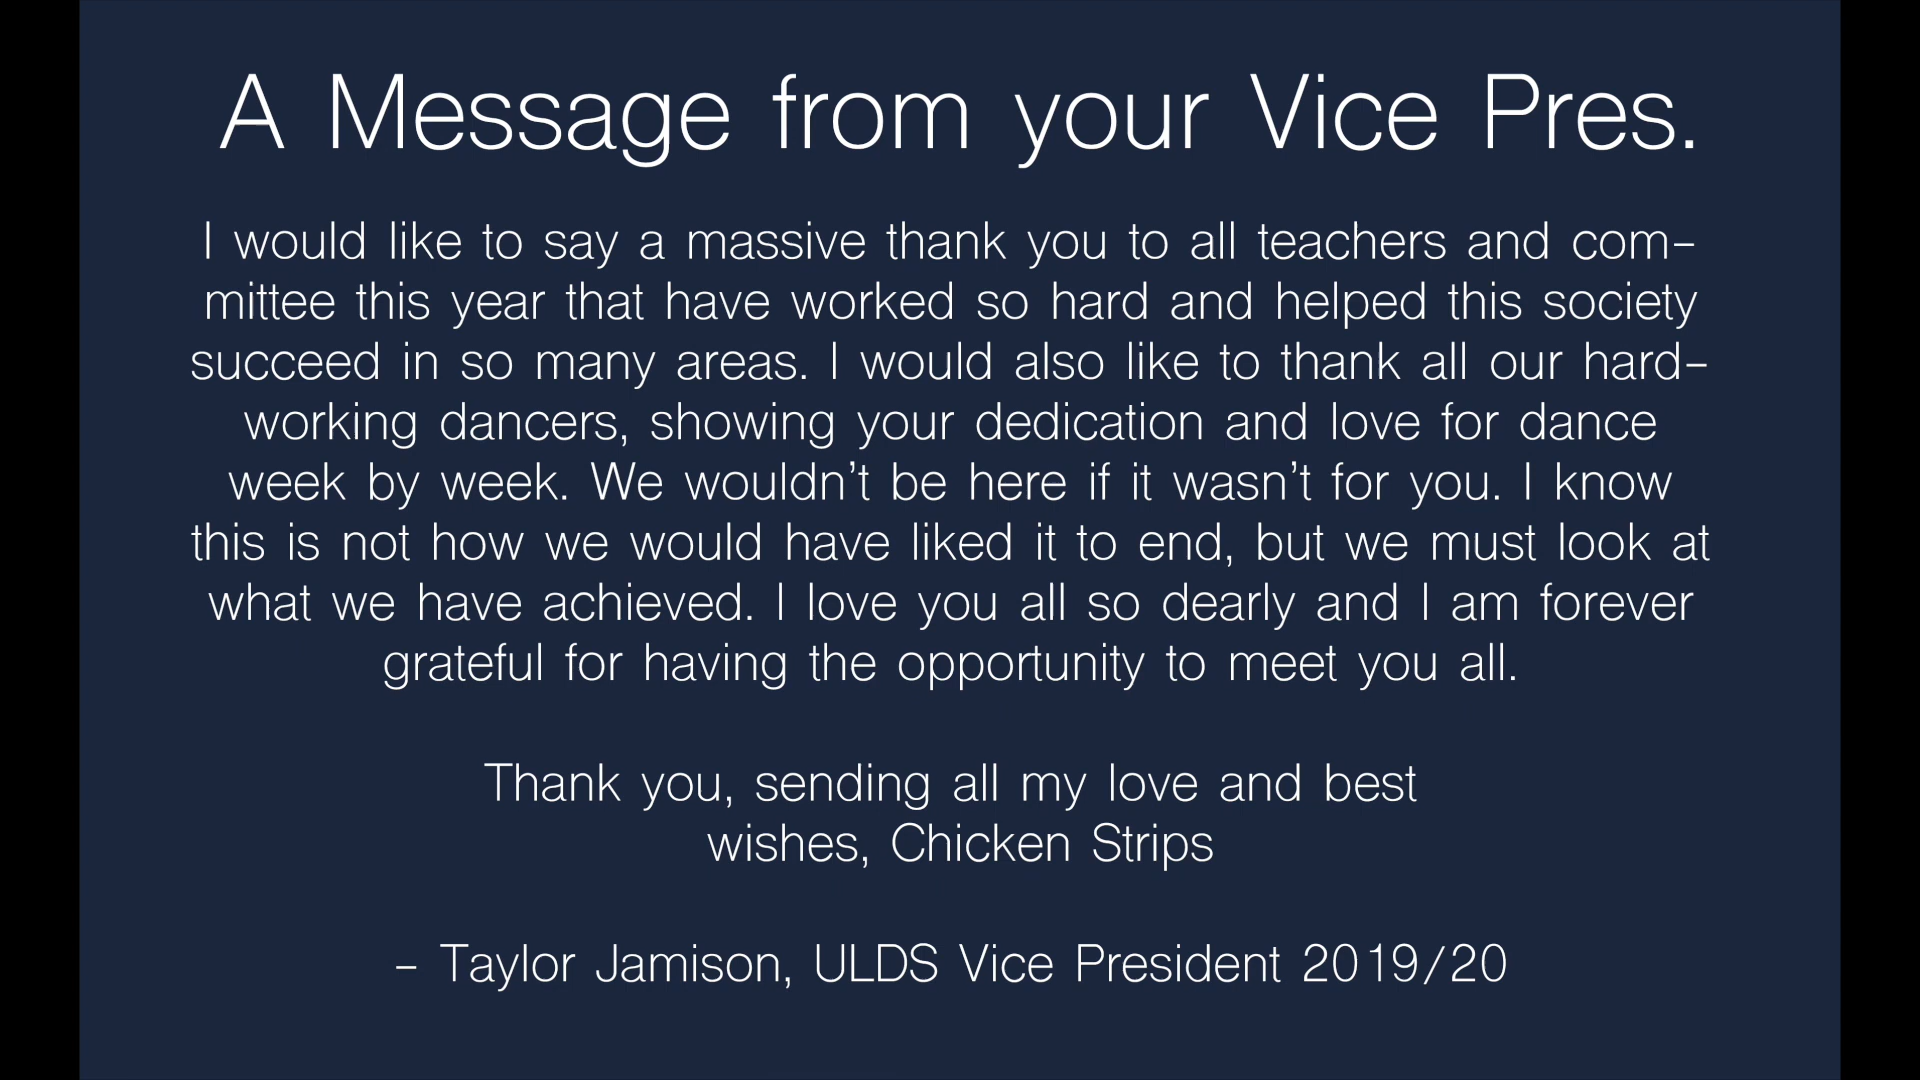 A Message from your Vice Pres.
I would like to say a massive thank you to all teachers and com-
mittee this year that have worked so hard and helped this society
succeed in so many areas. I would also like to thank all our hard-
working dancers, showing your dedication and love for dance
week by week. We wouldn’t be here if it wasn’t for you. I know
this is not how we would have liked it to end, but we must look at
what we have achieved. I love you all so dearly and I am forever
grateful for having the opportunity to meet you all.
Thank you, sending all my love and best
wishes, Chicken Strips
- Taylor Jamison, ULDS Vice President 2019/20